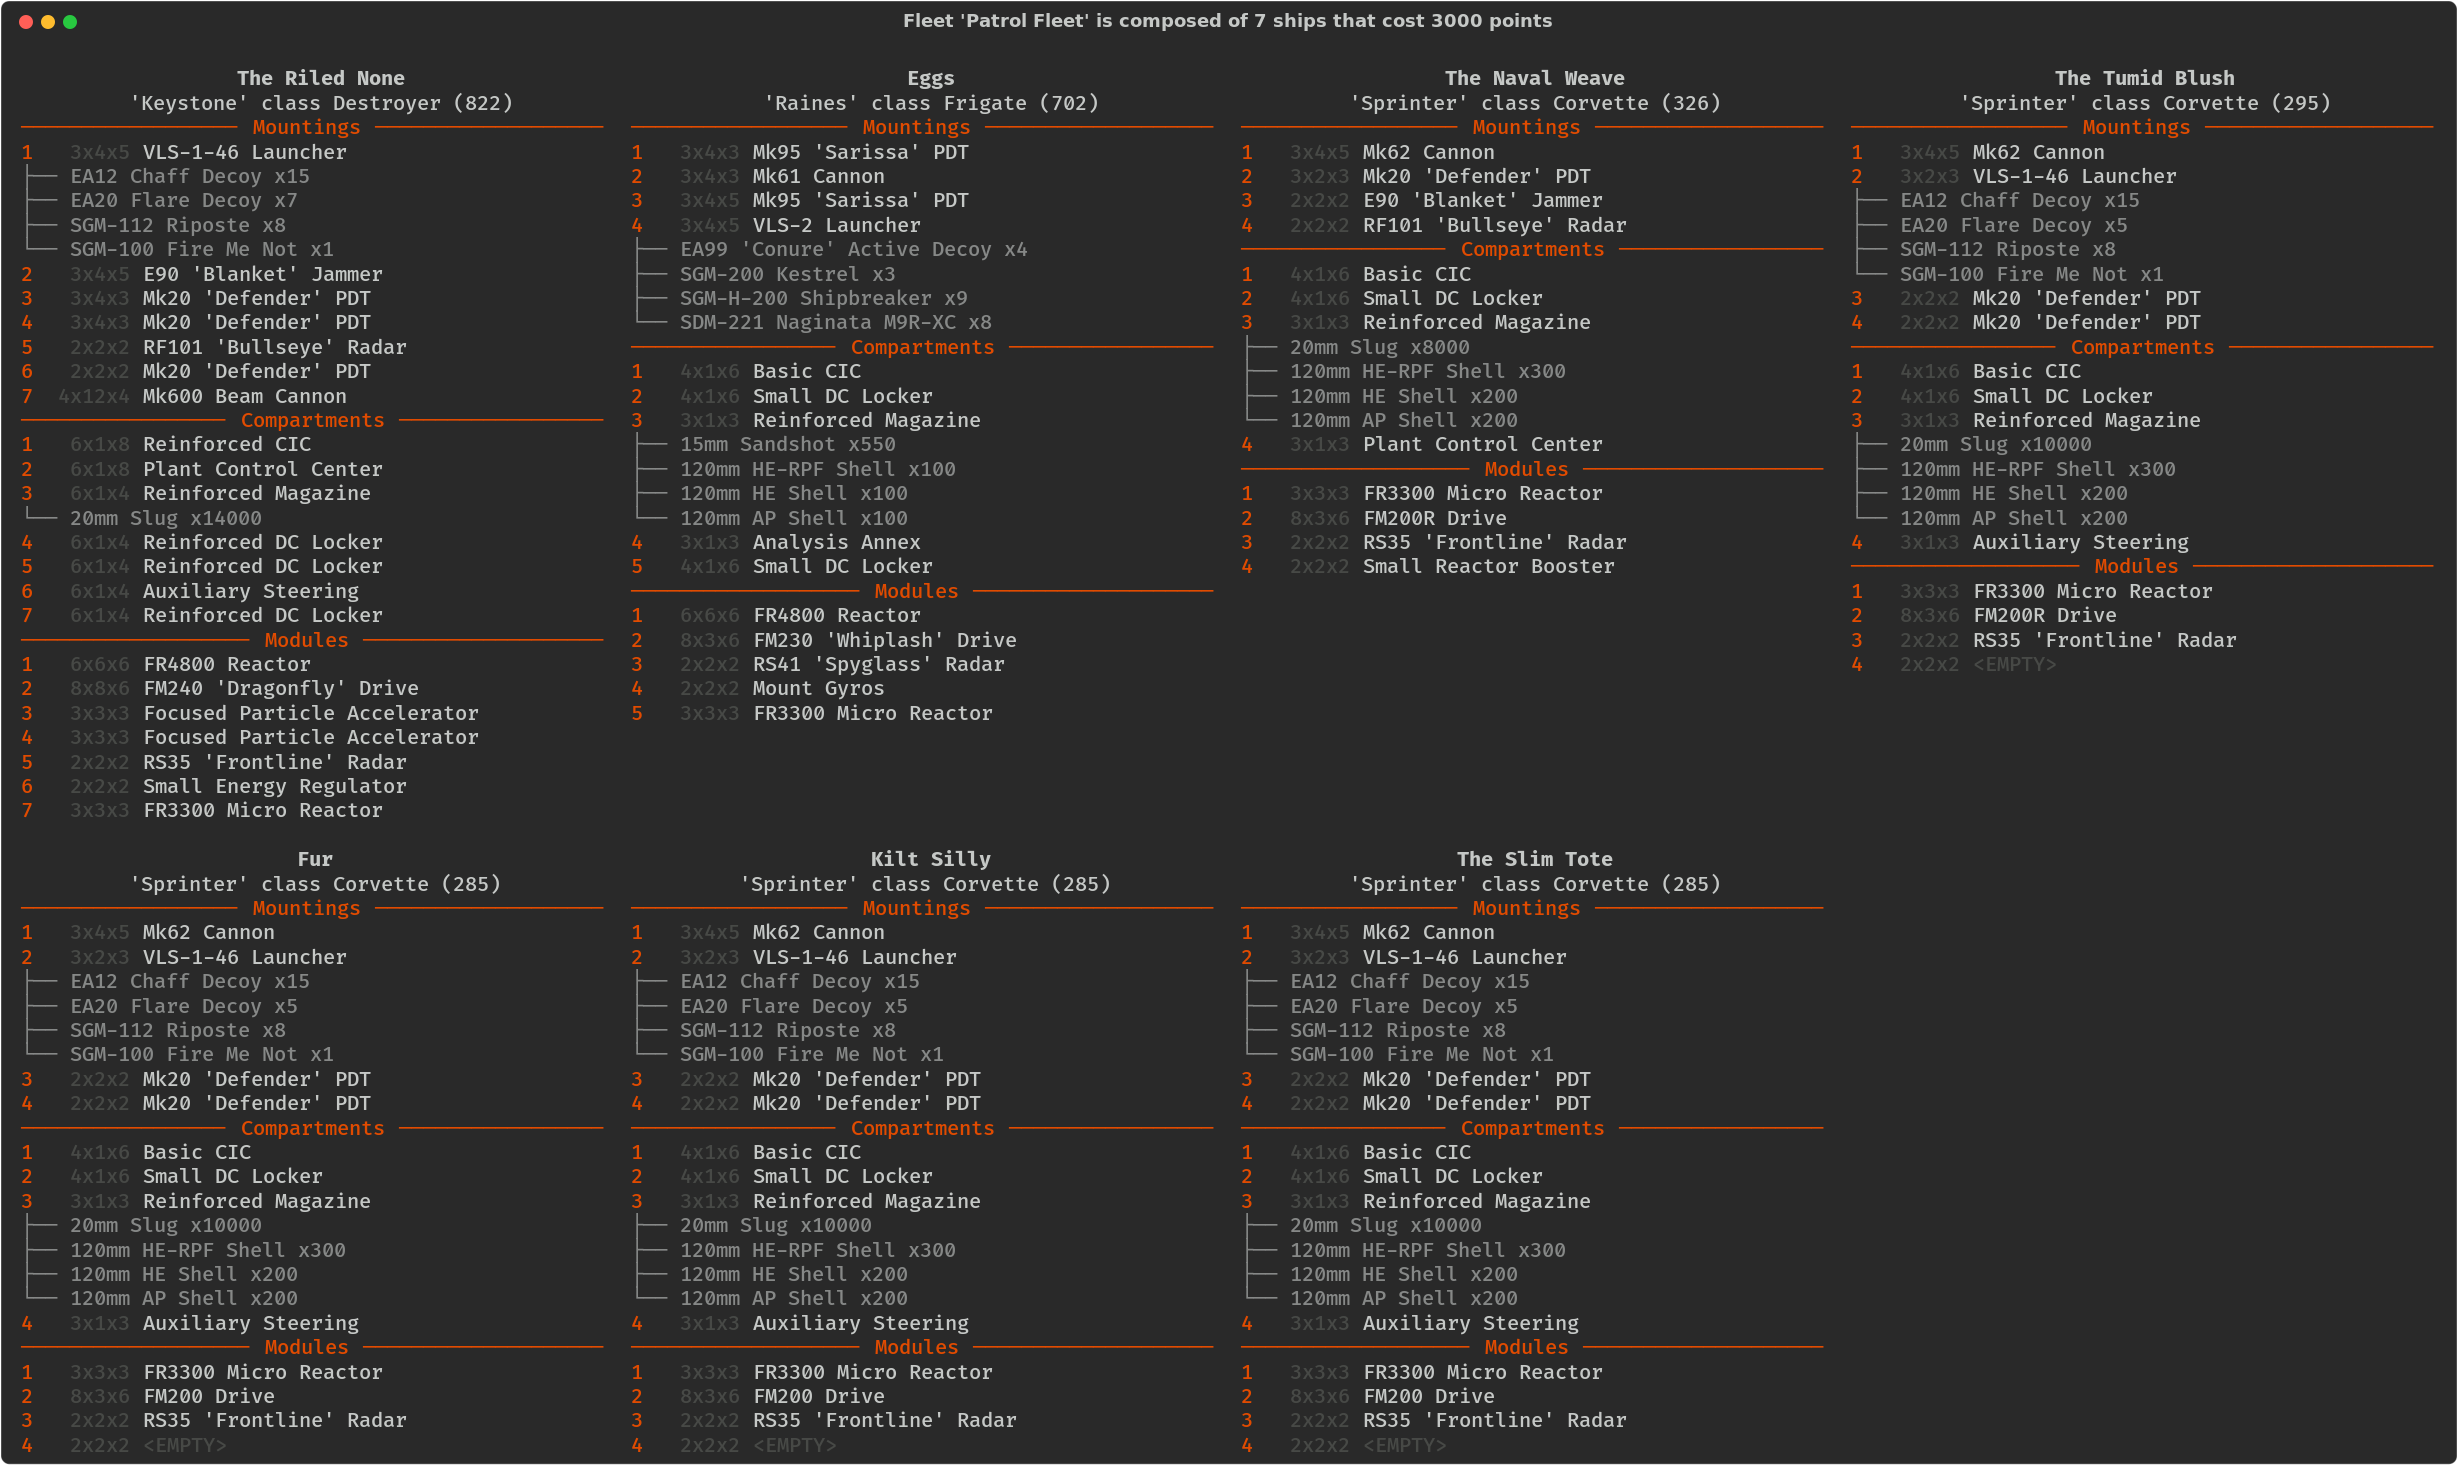 Fleet 'Patrol Fleet' is composed of 7 ships that cost 3000 points
The Riled None
'Keystone' class Destroyer (822)
Mountings
1 3x4x5 VLS-1-46 Launcher
EA12 Chaff Decoy x15
EA20 Flare Decoy x7
SGM-112 Riposte x8
SGM-100 Fire Me Not x1
2 3x4x5 E90 'Blanket' Jammer
3 3x4x3 Mk20 'Defender' PDT
4 3x4x3 Mk20 'Defender' PDT
5 2x2x2 RF101 'Bullseye' Radar
6 2x2x2 Mk20 'Defender' PDT
7 4x12x4 Mk600 Beam Cannon
Compartments
1 6x1x8 Reinforced CIC
2 6x1x8 Plant Control Center
3 6x1x4 Reinforced Magazine
20mm Slug x14000
4 6x1x4 Reinforced DC Locker
5 6x1x4 Reinforced DC Locker
6 6x1x4 Auxiliary Steering
7 6x1x4 Reinforced DC Locker
Modules
1 6x6x6 FR4800 Reactor
2 8x8x6 FM240 'Dragonfly' Drive
3 3x3x3 Focused Particle Accelerator
4 3x3x3 Focused Particle Accelerator
5 2x2x2 RS35 'Frontline' Radar
6 2x2x2 Small Energy Regulator
7 3x3x3 FR3300 Micro Reactor
Eggs
'Raines' class Frigate (702)
Mountings
1 3x4x3 Mk95 'Sarissa' PDT
2 3x4x3 Mk61 Cannon
3 3x4x5 Mk95 'Sarissa' PDT
4 3x4x5 VLS-2 Launcher
EA99 'Conure' Active Decoy x4
SGM-200 Kestrel x3
SGM-H-200 Shipbreaker x9
SDM-221 Naginata M9R-XC x8
Compartments
1 4x1x6 Basic CIC
2 4x1x6 Small DC Locker
3 3x1x3 Reinforced Magazine
15mm Sandshot x550
120mm HE-RPF Shell x100
120mm HE Shell x100
120mm AP Shell x100
4 3x1x3 Analysis Annex
5 4x1x6 Small DC Locker
Modules
1 6x6x6 FR4800 Reactor
2 8x3x6 FM230 'Whiplash' Drive
3 2x2x2 RS41 'Spyglass' Radar
4 2x2x2 Mount Gyros
5 3x3x3 FR3300 Micro Reactor
The Naval Weave
'Sprinter' class Corvette (326)
Mountings
1 3x4x5 Mk62 Cannon
2 3x2x3 Mk20 'Defender' PDT
3 2x2x2 E90 'Blanket' Jammer
4 2x2x2 RF101 'Bullseye' Radar
Compartments
1 4x1x6 Basic CIC
2 4x1x6 Small DC Locker
3 3x1x3 Reinforced Magazine
20mm Slug x8000
120mm HE-RPF Shell x300
120mm HE Shell x200
120mm AP Shell x200
4 3x1x3 Plant Control Center
Modules
1 3x3x3 FR3300 Micro Reactor
2 8x3x6 FM200R Drive
3 2x2x2 RS35 'Frontline' Radar
4 2x2x2 Small Reactor Booster
The Tumid Blush
'Sprinter' class Corvette (295)
Mountings
1 3x4x5 Mk62 Cannon
2 3x2x3 VLS-1-46 Launcher
EA12 Chaff Decoy x15
EA20 Flare Decoy x5
SGM-112 Riposte x8
SGM-100 Fire Me Not x1
3 2x2x2 Mk20 'Defender' PDT
4 2x2x2 Mk20 'Defender' PDT
Compartments
1 4x1x6 Basic CIC
2 4x1x6 Small DC Locker
3 3x1x3 Reinforced Magazine
20mm Slug x10000
120mm HE-RPF Shell x300
120mm HE Shell x200
120mm AP Shell x200
4 3x1x3 Auxiliary Steering
Modules
1 3x3x3 FR3300 Micro Reactor
2 8x3x6 FM200R Drive
3 2x2x2 RS35 'Frontline' Radar
4 2x2x2 <EMPTY>
Fur
'Sprinter' class Corvette (285)
Mountings
1 3x4x5 Mk62 Cannon
2 3x2x3 VLS-1-46 Launcher
EA12 Chaff Decoy x15
EA20 Flare Decoy x5
SGM-112 Riposte x8
SGM-100 Fire Me Not x1
3 2x2x2 Mk20 'Defender' PDT
4 2x2x2 Mk20 'Defender' PDT
Compartments
1 4x1x6 Basic CIC
2 4x1x6 Small DC Locker
3 3x1x3 Reinforced Magazine
20mm Slug x10000
120mm HE-RPF Shell x300
120mm HE Shell x200
120mm AP Shell x200
4 3x1x3 Auxiliary Steering
Modules
1 3x3x3 FR3300 Micro Reactor
2 8x3x6 FM200 Drive
3 2x2x2 RS35 'Frontline' Radar
4 2x2x2 <EMPTY>
Kilt Silly
'Sprinter' class Corvette (285)
Mountings
1 3x4x5 Mk62 Cannon
2 3x2x3 VLS-1-46 Launcher
EA12 Chaff Decoy x15
EA20 Flare Decoy x5
SGM-112 Riposte x8
SGM-100 Fire Me Not x1
3 2x2x2 Mk20 'Defender' PDT
4 2x2x2 Mk20 'Defender' PDT
Compartments
1 4x1x6 Basic CIC
2 4x1x6 Small DC Locker
3 3x1x3 Reinforced Magazine
20mm Slug x10000
120mm HE-RPF Shell x300
120mm HE Shell x200
120mm AP Shell x200
4 3x1x3 Auxiliary Steering
Modules
1 3x3x3 FR3300 Micro Reactor
2 8x3x6 FM200 Drive
3 2x2x2 RS35 'Frontline' Radar
4 2x2x2 <EMPTY>
The Slim Tote
'Sprinter' class Corvette (285)
Mountings
1 3x4x5 Mk62 Cannon
2 3x2x3 VLS-1-46 Launcher
EA12 Chaff Decoy x15
EA20 Flare Decoy x5
SGM-112 Riposte x8
SGM-100 Fire Me Not x1
3 2x2x2 Mk20 'Defender' PDT
4 2x2x2 Mk20 'Defender' PDT
Compartments
1 4x1x6 Basic CIC
2 4x1x6 Small DC Locker
3 3x1x3 Reinforced Magazine
20mm Slug x10000
120mm HE-RPF Shell x300
120mm HE Shell x200
120mm AP Shell x200
4 3x1x3 Auxiliary Steering
Modules
1 3x3x3 FR3300 Micro Reactor
2 8x3x6 FM200 Drive
3 2x2x2 RS35 'Frontline' Radar
4 2x2x2 <EMPTY>